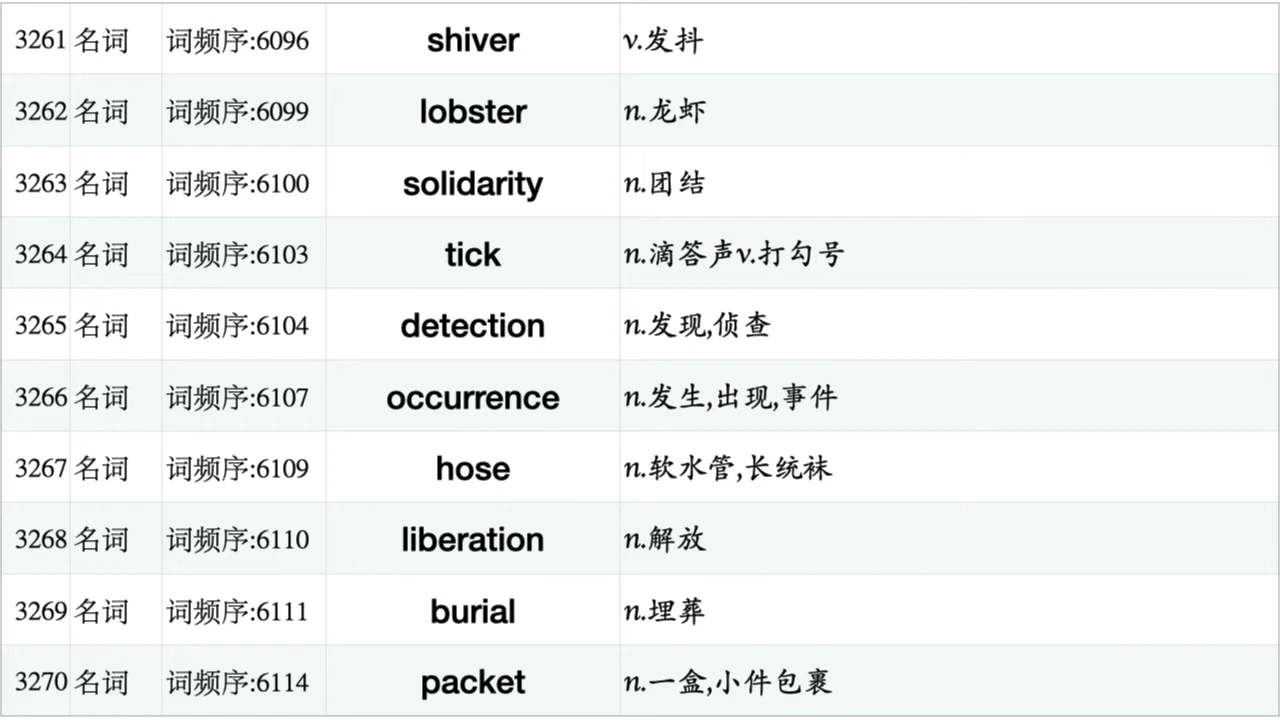 3261 名词 词频序:6096 shiver v.发抖
3262 名词 词频序:6099 lobster n.龙虾
3263 名词 词频序:6100 solidarity n.团结
3264 名词 词频序:6103 tick n.滴答声v.打勾号
3265 名词 词频序:6104 detection n.发现,侦查
3266 名词 词频序:6107 occurrence n.发生,出现,事件
3267 名词 词频序:6109 hose n.软水管,长统袜
3268 名词 词频序:6110 liberation n.解放
3269 名词 词频序:6111 burial n.埋葬
3270 名词 词频序:6114 packet n.一盒,小件包裹